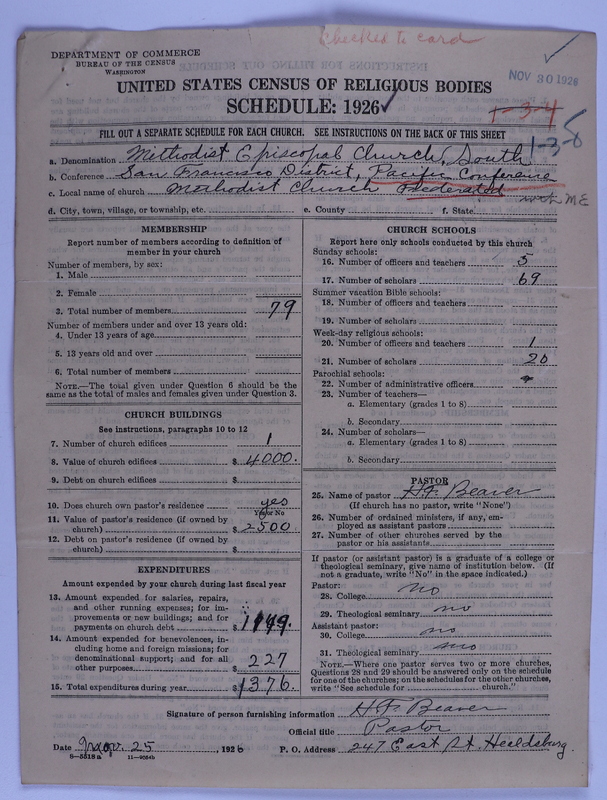 Checked to card
DEPARTMENT OF COMMERCE
BUREAU OF THE CENSUS
WASHINGTON
NOV 30 1926
UNITED STATES CENSUS OF RELIGIOUS BODIES
SCHEDULE: 1926
1-3-4
FILL OUT A SEPARATE SCHEDULE FOR EACH CHURCH. SEE INSTRUCTIONS ON THE BACK OF THIS SHEET
1-3-8
a. Denomination Methodist Episcopal Church, South
b. Conference San Francisco District, Pacific Conference
c. Local name of church Methodist Church Federated with M E
d. City, town, village, or township, etc. e. County f. State
MEMBERSHIP
Report number of members according to definition of member in your church
Number of members, by sex:
1. Male
2. Female
3. Total number of members 79
Number of members under and over 13 years old:
4. Under 13 years of age
5. 13 years old and over
6. Total number of members
NOTE.—The total given under Question 6 should be the
same as the total of males and females given under Question 3.
CHURCH BUILDINGS
See instructions, paragraphs 10 to 12
7. Number of church edifices 1
8. Value of church edifices $ 4000.
9. Debt on church edifices $
10. Does church own pastor's residence yes
Yes or No
11. Value of pastor's residence (if owned by
church) $ 2500
12. Debt on pastor's residence (if owned by
church) $
EXPENDITURES
Amount expended by your church during last fiscal year
13. Amount expended for salaries, repairs,
and other running expenses; for im-
provements or new buildings; and for
payments on church debt $ 1149
14. Amount expended for benevolences, in-
cluding home and foreign missions; for
denominational support; and for all
other purposes $ 227
15. Total expenditures during year $ 1376.
CHURCH SCHOOLS
Report here only schools conducted by this church
Sunday schools:
16. Number of officers and teachers 5
17. Number of scholars 69
Summer vacation Bible schools:
18. Number of officers and teachers
19. Number of scholars
Week-day religious schools:
20. Number of officers and teachers 1
21. Number of scholars 20
Parochial schools:
22. Number of administrative officers
23. Number of teachers—
a. Elementary (grades 1 to 8)
b. Secondary
24. Number of scholars—
a. Elementary (grades 1 to 8)
b. Secondary
PASTOR
25. Name of pastor H F Beaver
(If church has no pastor, write "None")
26. Number of ordained ministers, if any, em-
ployed as assistant pastors
27. Number of other churches served by the
pastor or his assistants
If pastor (or assistant pastor) is a graduate of a college or
theological seminary, give name of institution below. (If
not a graduate, write "No" in the space indicated.)
Pastor:
28. College no
29. Theological seminary no
Assistant pastor:
30. College no
31. Theological seminary no
NOTE.—Where one pastor serves two or more churches,
Questions 28 and 29 should be answered only on the schedule
for one of the churches; on the schedules for the other churches,
write "See schedule for church."
Signature of person furnishing information H F Beaver
Official title Pastor
Date Nov. 25, 1926 P. O. Address 247 East St. Healdsburg.
8—5518a 11—9064b